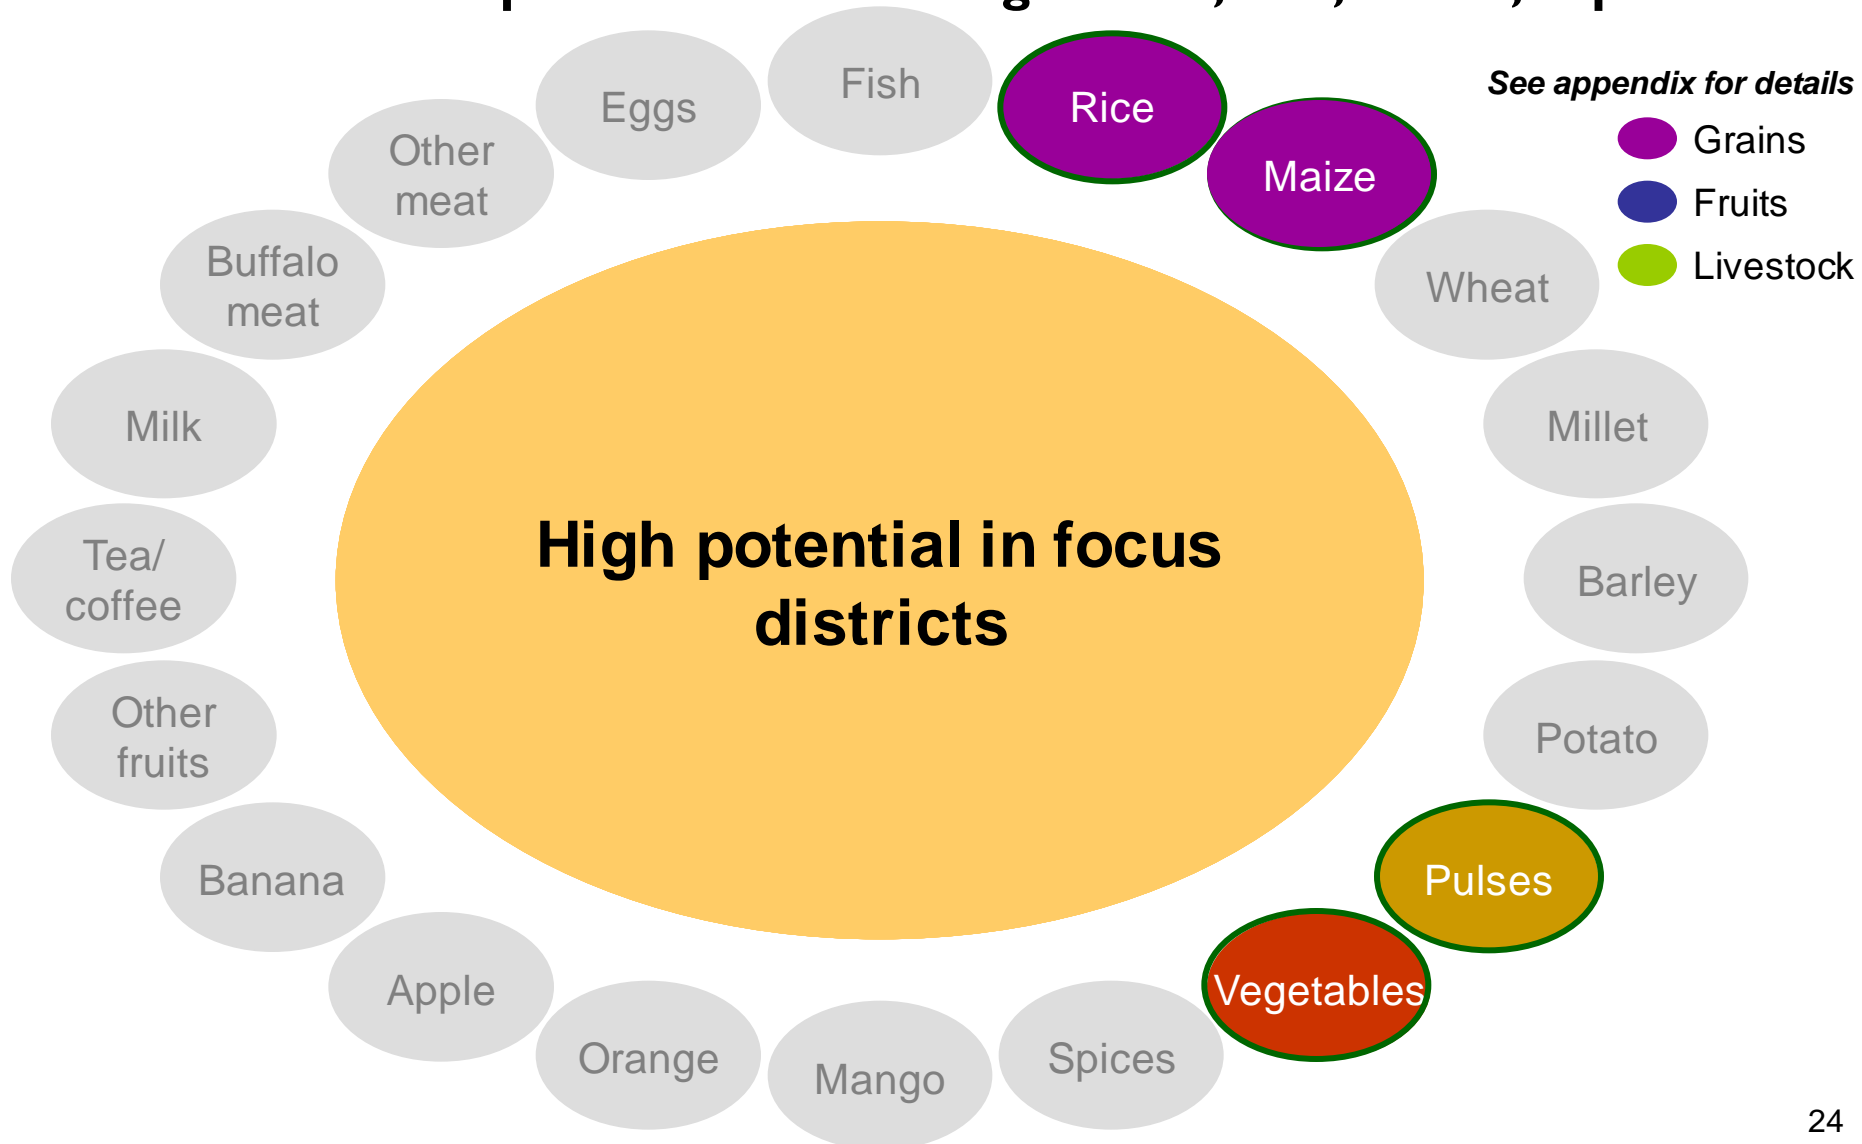 See appendix for details
Grains
Fruits
Livestock
Fish
Eggs
Rice
Other
meat
Maize
Buffalo
meat
Wheat
Milk
Millet
High potential in focus
districts
Tea/
coffee
Barley
Other
fruits
Potato
Banana
Pulses
Apple
Vegetables
Orange
Mango
Spices
24